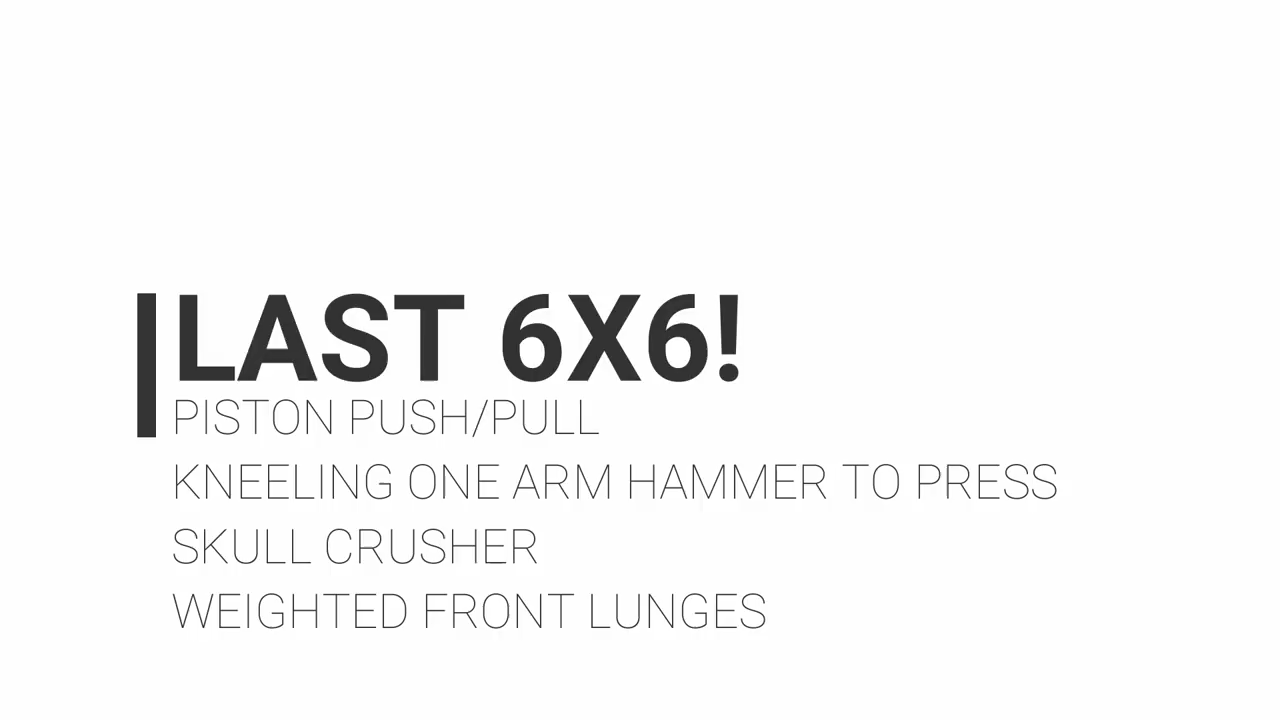 LAST 6X6!
PISTON PUSH/PULL
KNEELING ONE ARM HAMMER TO PRESS
SKULL CRUSHER
WEIGHTED FRONT LUNGES